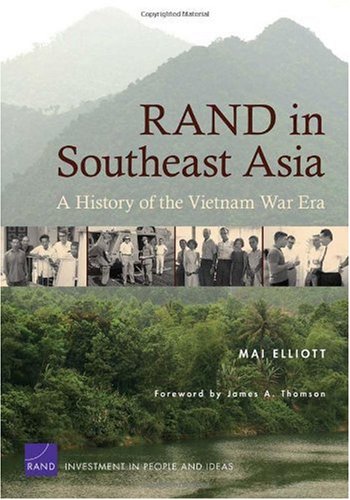 Copyrighted Material
RAND in
Southeast Asia
A History of the Vietnam War Era
MAI ELLIOTT
Foreword by James A. Thomson
RAND
INVESTMENT IN PEOPLE AND IDEAS